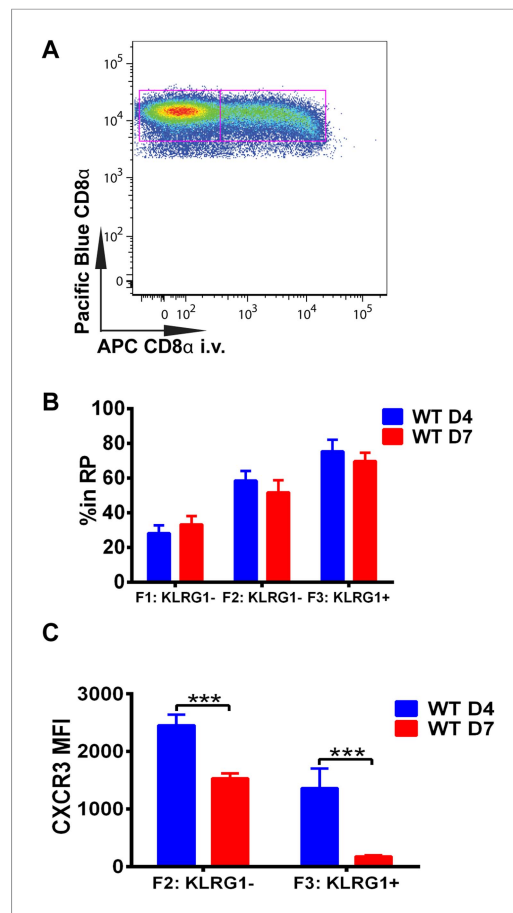 A
10⁵
10⁴
10³
10²
0
Pacific Blue CD8α
0 10² 10³ 10⁴ 10⁵
APC CD8α i.v.
B
100
80
60
40
20
0
%in RP
WT D4
WT D7
F1: KLRG1- F2: KLRG1- F3: KLRG1+
C
3000
2000
1000
0
CXCR3 MFI
***
***
WT D4
WT D7
F2: KLRG1- F3: KLRG1+